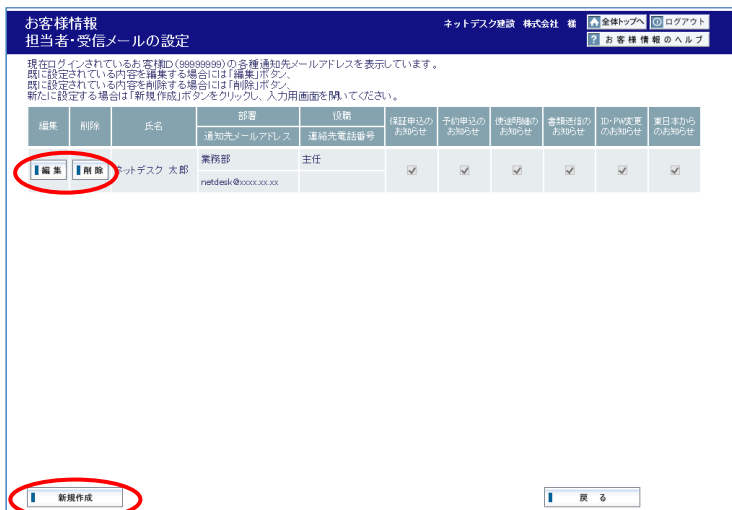 お客様情報
担当者・受信メールの設定
ネットデスク建設 株式会社 様
全体トップへ
ログアウト
? お客様情報のヘルプ
現在ログインされているお客様ID(99999999)の各種通知先メールアドレスを表示しています。
既に設定されている内容を編集する場合には「編集」ボタン、
既に設定されている内容を削除する場合には「削除」ボタン、
新たに設定する場合は「新規作成」ボタンをクリックし、入力用画面を開いてください。
編集 削除 氏名 部署 役職 保証申込の 予約申込の 使途明細の 書類送信の ID・PW変更 東日本から
通知先メールアドレス 連絡先電話番号 お知らせ お知らせ お知らせ お知らせ のお知らせ のお知らせ
編集 削除 ネットデスク 太郎 業務部 主任
netdesk@xxxx.xx.xx
新規作成 戻る